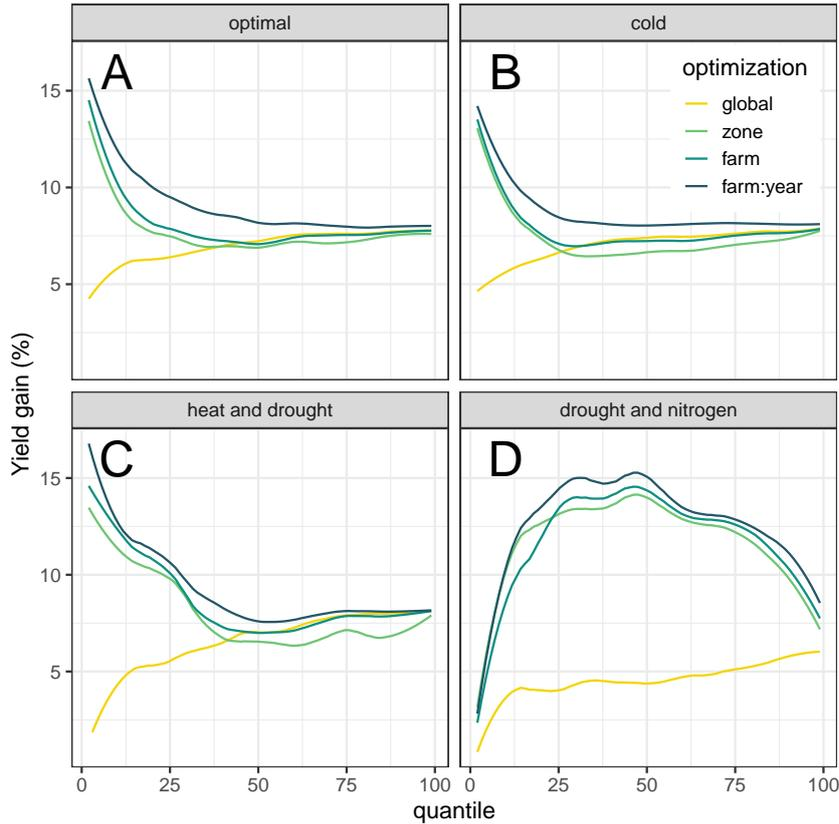 optimal
cold
A
B
optimization
global
zone
farm
farm:year
15
10
5
Yield gain (%)
heat and drought
drought and nitrogen
C
D
15
10
5
0 25 50 75 100 0 25 50 75 100
quantile